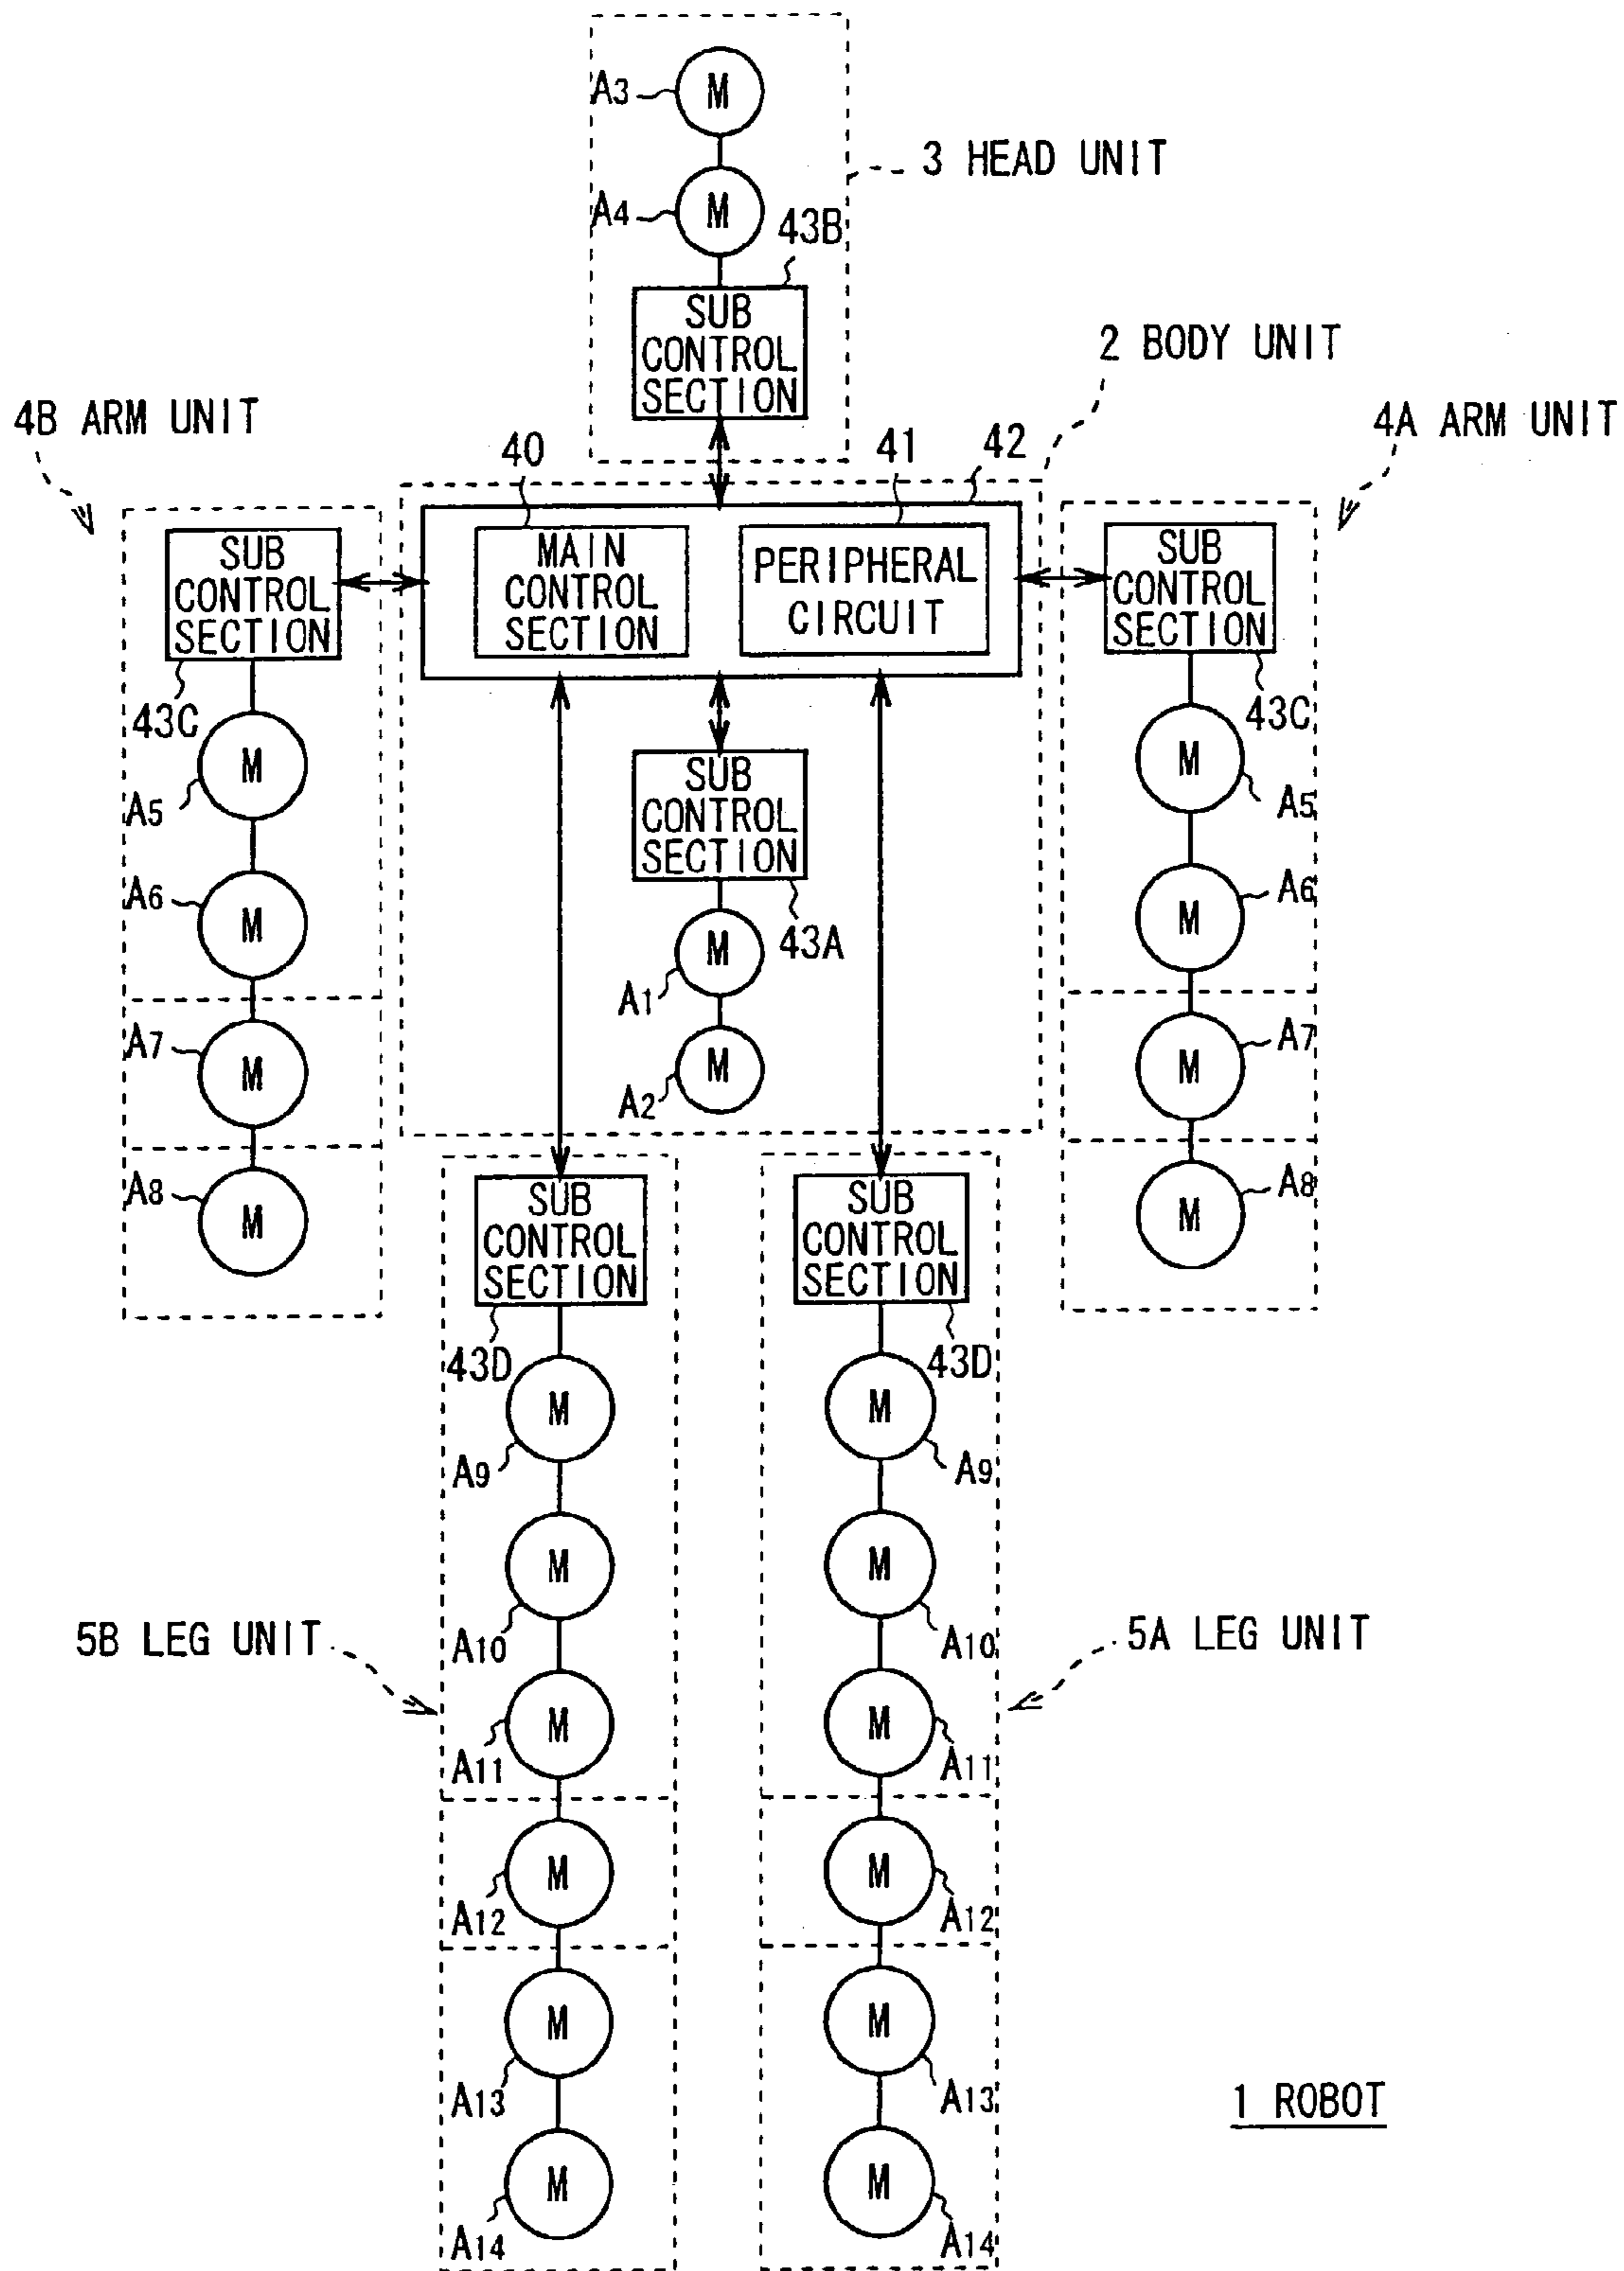 A3
M
3 HEAD UNIT
A4
M
43B
SUB
CONTROL
SECTION
2 BODY UNIT
4B ARM UNIT
4A ARM UNIT
40
41
42
MAIN
CONTROL
SECTION
PERIPHERAL
CIRCUIT
SUB
CONTROL
SECTION
43C
A5
M
A6
M
A7
M
A8
M
SUB
CONTROL
SECTION
43A
A1
M
A2
M
SUB
CONTROL
SECTION
43C
M
A5
M
A6
M
A7
M
A8
SUB
CONTROL
SECTION
43D
M
A9
M
A10
M
A11
M
A12
M
A13
M
A14
5B LEG UNIT
SUB
CONTROL
SECTION
43D
M
A9
M
A10
M
A11
M
A12
M
A13
M
A14
5A LEG UNIT
1 ROBOT